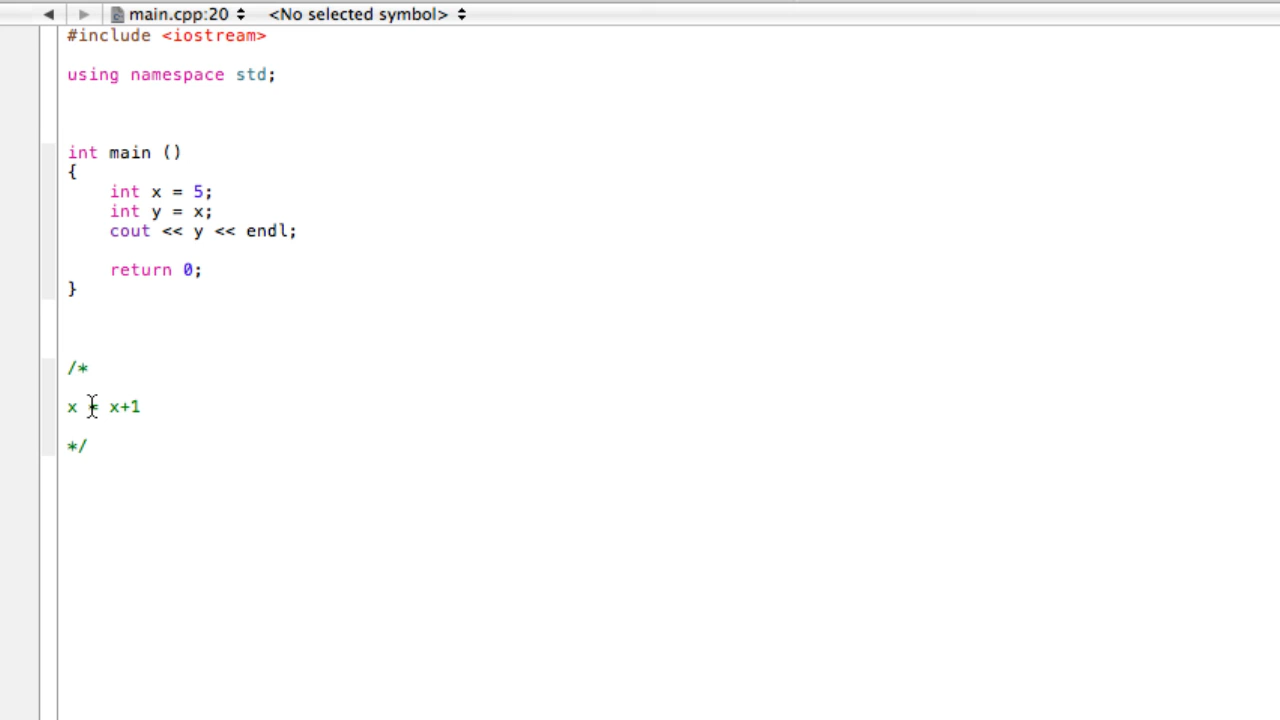 main.cpp:20 <No selected symbol>
#include <iostream>
using namespace std;
int main ()
{
int x = 5;
int y = x;
cout << y << endl;
return 0;
}
/*
x = x+1
*/